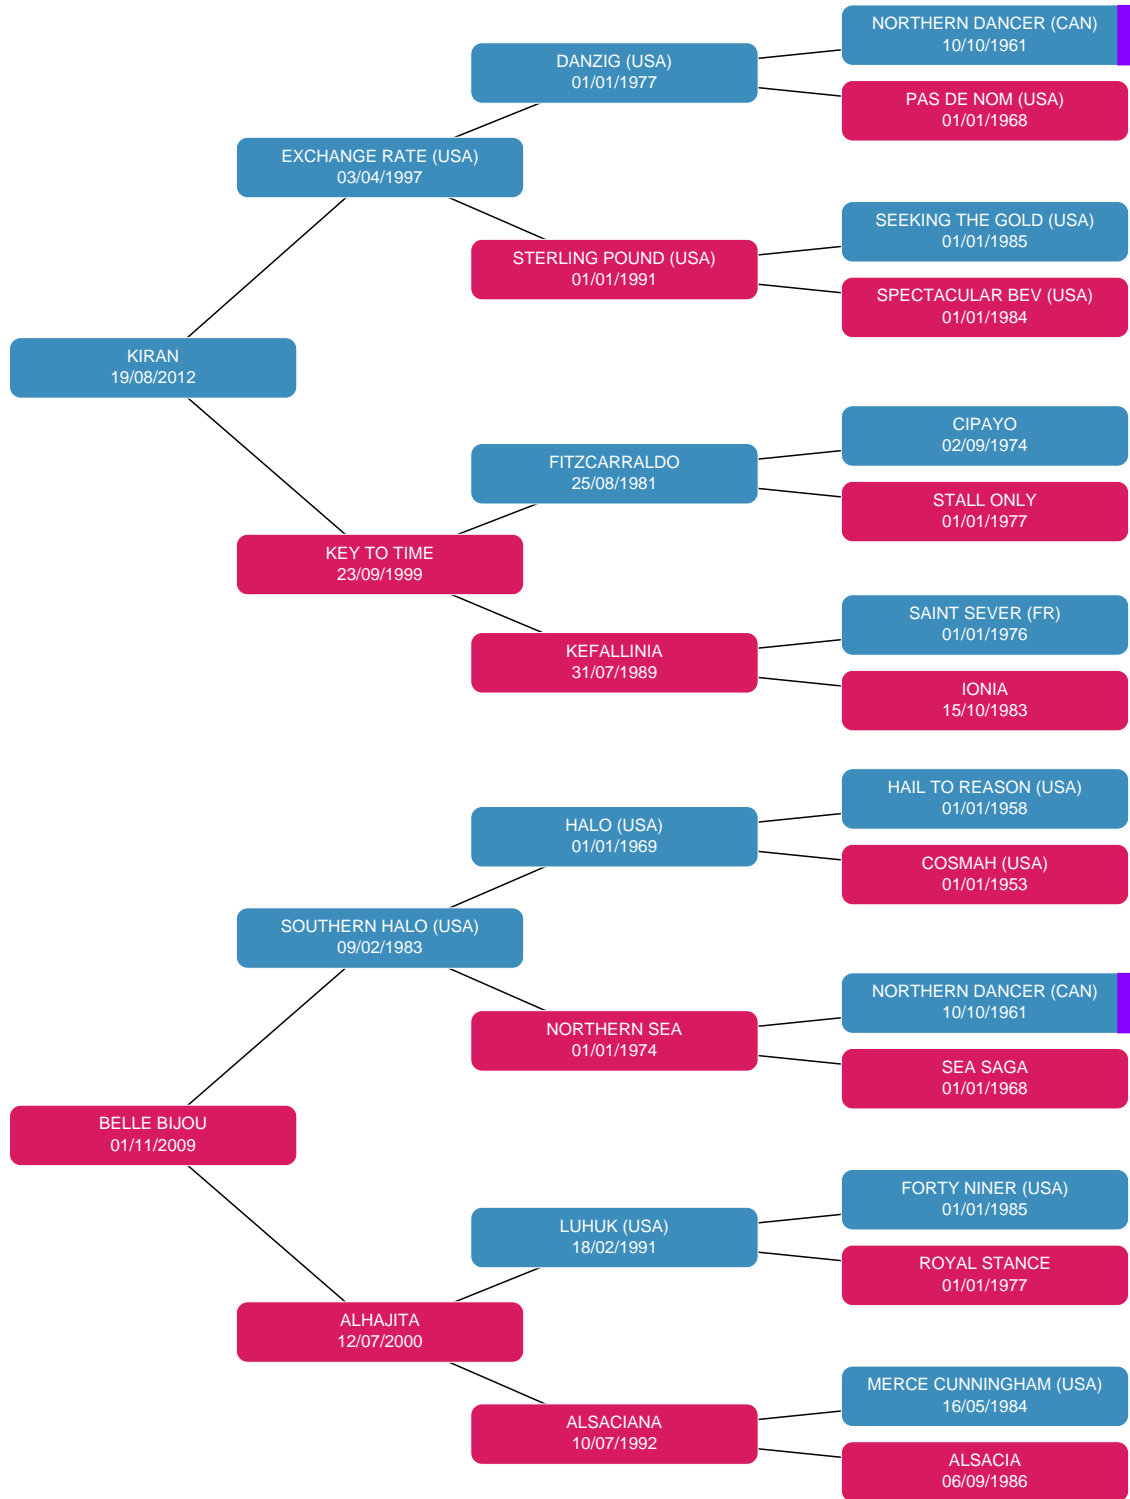 NORTHERN DANCER (CAN)
10/10/1961
DANZIG (USA)
01/01/1977
PAS DE NOM (USA)
01/01/1968
EXCHANGE RATE (USA)
03/04/1997
SEEKING THE GOLD (USA)
01/01/1985
STERLING POUND (USA)
01/01/1991
SPECTACULAR BEV (USA)
01/01/1984
KIRAN
19/08/2012
CIPAYO
02/09/1974
FITZCARRALDO
25/08/1981
STALL ONLY
01/01/1977
KEY TO TIME
23/09/1999
SAINT SEVER (FR)
01/01/1976
KEFALLINIA
31/07/1989
IONIA
15/10/1983
HAIL TO REASON (USA)
01/01/1958
HALO (USA)
01/01/1969
COSMAH (USA)
01/01/1953
SOUTHERN HALO (USA)
09/02/1983
NORTHERN DANCER (CAN)
10/10/1961
NORTHERN SEA
01/01/1974
SEA SAGA
01/01/1968
BELLE BIJOU
01/11/2009
FORTY NINER (USA)
01/01/1985
LUHUK (USA)
18/02/1991
ROYAL STANCE
01/01/1977
ALHAJITA
12/07/2000
MERCE CUNNINGHAM (USA)
16/05/1984
ALSACIANA
10/07/1992
ALSACIA
06/09/1986